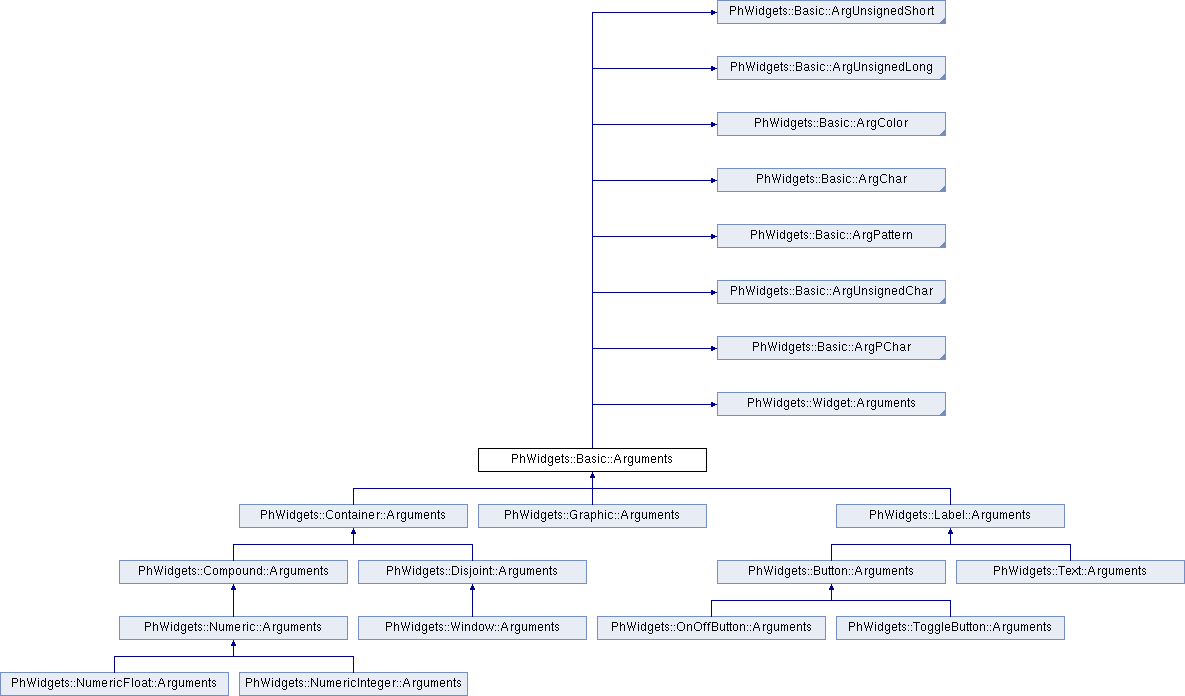 PhWidgets::Basic::ArgUnsignedShort
PhWidgets::Basic::ArgUnsignedLong
PhWidgets::Basic::ArgColor
PhWidgets::Basic::ArgChar
PhWidgets::Basic::ArgPattern
PhWidgets::Basic::ArgUnsignedChar
PhWidgets::Basic::ArgPChar
PhWidgets::Widget::Arguments
PhWidgets::Basic::Arguments
PhWidgets::Container::Arguments
PhWidgets::Graphic::Arguments
PhWidgets::Label::Arguments
PhWidgets::Compound::Arguments
PhWidgets::Disjoint::Arguments
PhWidgets::Button::Arguments
PhWidgets::Text::Arguments
PhWidgets::Numeric::Arguments
PhWidgets::Window::Arguments
PhWidgets::OnOffButton::Arguments
PhWidgets::ToggleButton::Arguments
PhWidgets::NumericFloat::Arguments
PhWidgets::NumericInteger::Arguments